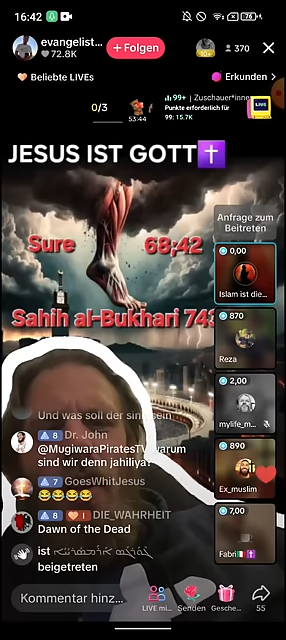 16:42
76
evangelist...
72.8K
+ Folgen
370
Beliebte LIVEs
Erkunden >
0/3
53:44
99+ | Zuschauer*innen
Punkte erforderlich für
99: 15.7K
LIVE
JESUS IST GOTT✝️
Anfrage zum
Beitreten
Sure 68;42
0,00
Islam ist die...
Sahih al-Bukhari 743
870
Reza
2,00
mylife_m...
Und was soll der sinn sein
8 Dr. John
@MugiwaraPiratesTV warum
sind wir denn jahiliya?
890
Ex_muslim
7 GoesWhitJesus
😂😂😂😂
8 I DIE_WAHRHEIT
Dawn of the Dead
7,00
Fabri🇮🇹✝️
ist
beigetreten
Kommentar hinz...
LIVE mi...
Senden
Gesche...
55